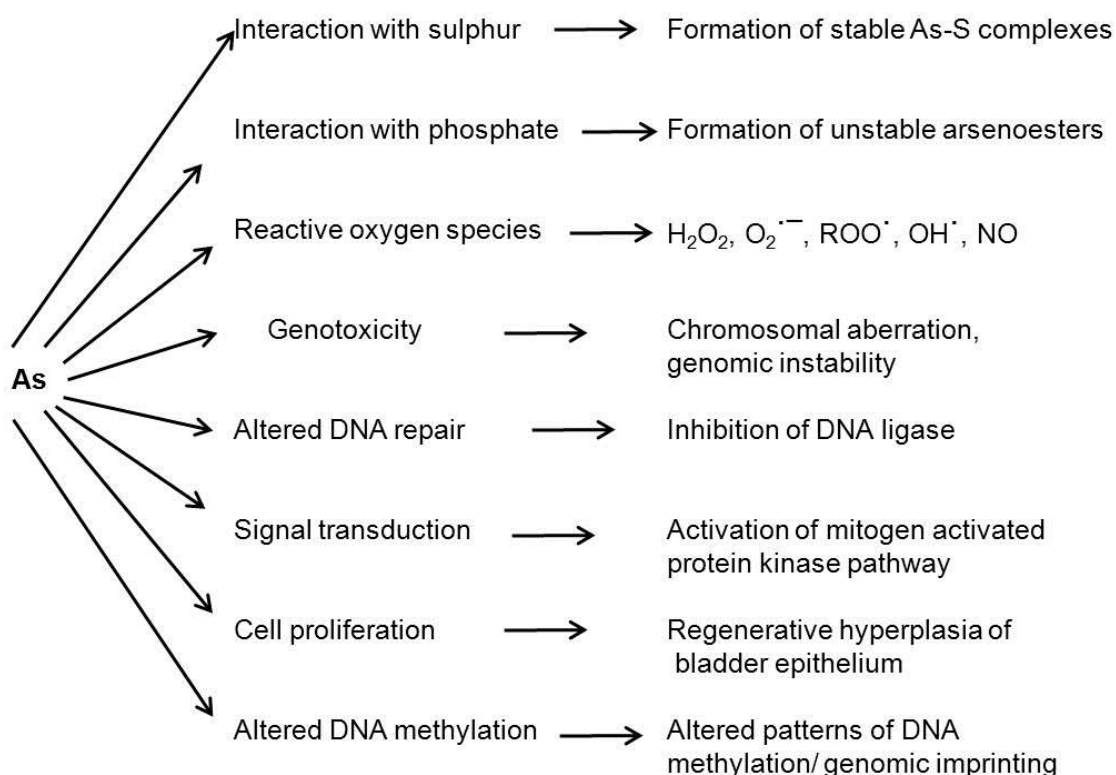 Interaction with sulphur Formation of stable As-S complexes
Interaction with phosphate Formation of unstable arsenoesters
Reactive oxygen species H₂O₂, O₂˙⁻, ROO˙, OH˙, NO
Genotoxicity Chromosomal aberration,
genomic instability
As
Altered DNA repair Inhibition of DNA ligase
Signal transduction Activation of mitogen activated
protein kinase pathway
Cell proliferation Regenerative hyperplasia of
bladder epithelium
Altered DNA methylation Altered patterns of DNA
methylation/ genomic imprinting